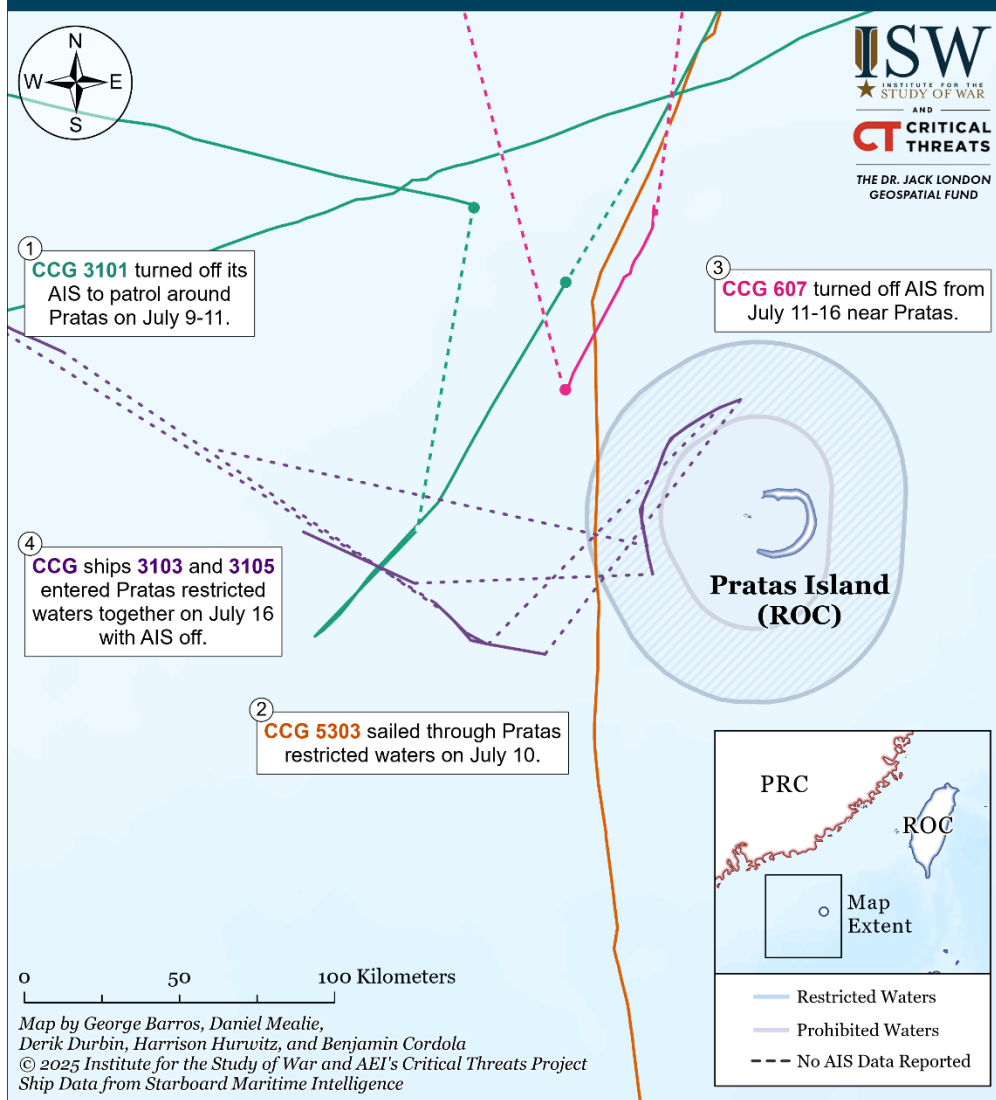 N
W
E
S
ISW
INSTITUTE FOR THE
STUDY OF WAR
AND
CT CRITICAL
THREATS
THE DR. JACK LONDON
GEOSPATIAL FUND
1
CCG 3101 turned off its
AIS to patrol around
Pratas on July 9-11.
3
CCG 607 turned off AIS from
July 11-16 near Pratas.
4
CCG ships 3103 and 3105
entered Pratas restricted
waters together on July 16
with AIS off.
Pratas Island
(ROC)
2
CCG 5303 sailed through Pratas
restricted waters on July 10.
PRC
ROC
Map
Extent
0 50 100 Kilometers
Restricted Waters
Prohibited Waters
No AIS Data Reported
Map by George Barros, Daniel Mealie,
Derik Durbin, Harrison Hurwitz, and Benjamin Cordola
© 2025 Institute for the Study of War and AEI's Critical Threats Project
Ship Data from Starboard Maritime Intelligence